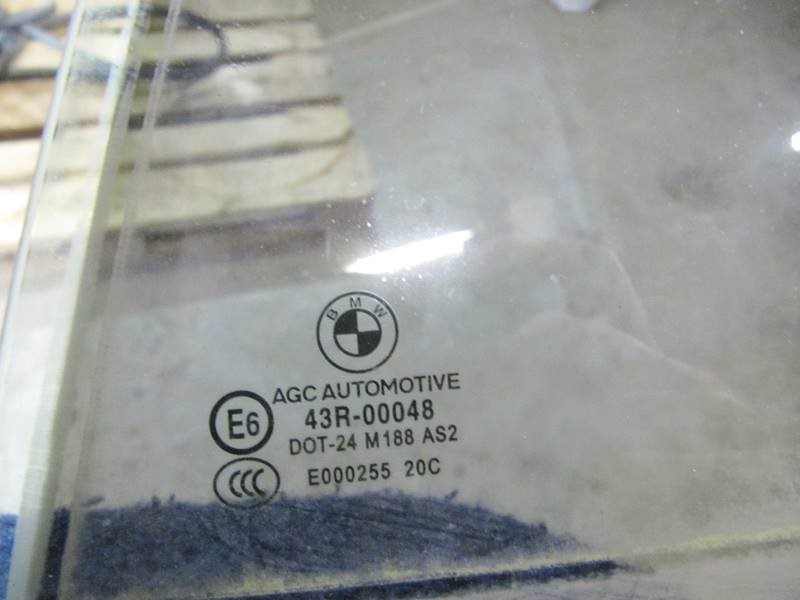 BMW
AGC AUTOMOTIVE
E6 43R-00048
DOT-24 M188 AS2
CCC E000255 20C